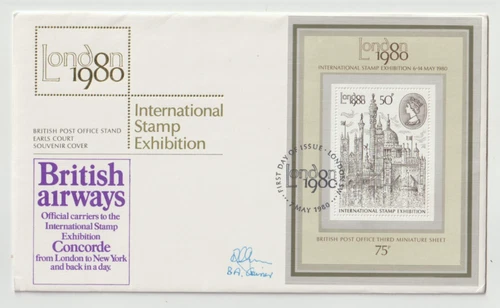 London
1980
International
Stamp
Exhibition
BRITISH POST OFFICE STAND
EARLS COURT
SOUVENIR COVER
British
airways
Official carriers to the
International Stamp
Exhibition
Concorde
from London to New York
and back in a day.
London
1980
INTERNATIONAL STAMP EXHIBITION 6-14 MAY 1980
London
1980
50P
INTERNATIONAL STAMP EXHIBITION
FIRST DAY OF ISSUE · LONDON SW
London
1980
7 MAY 1980
BRITISH POST OFFICE THIRD MINIATURE SHEET
75P
B.A.